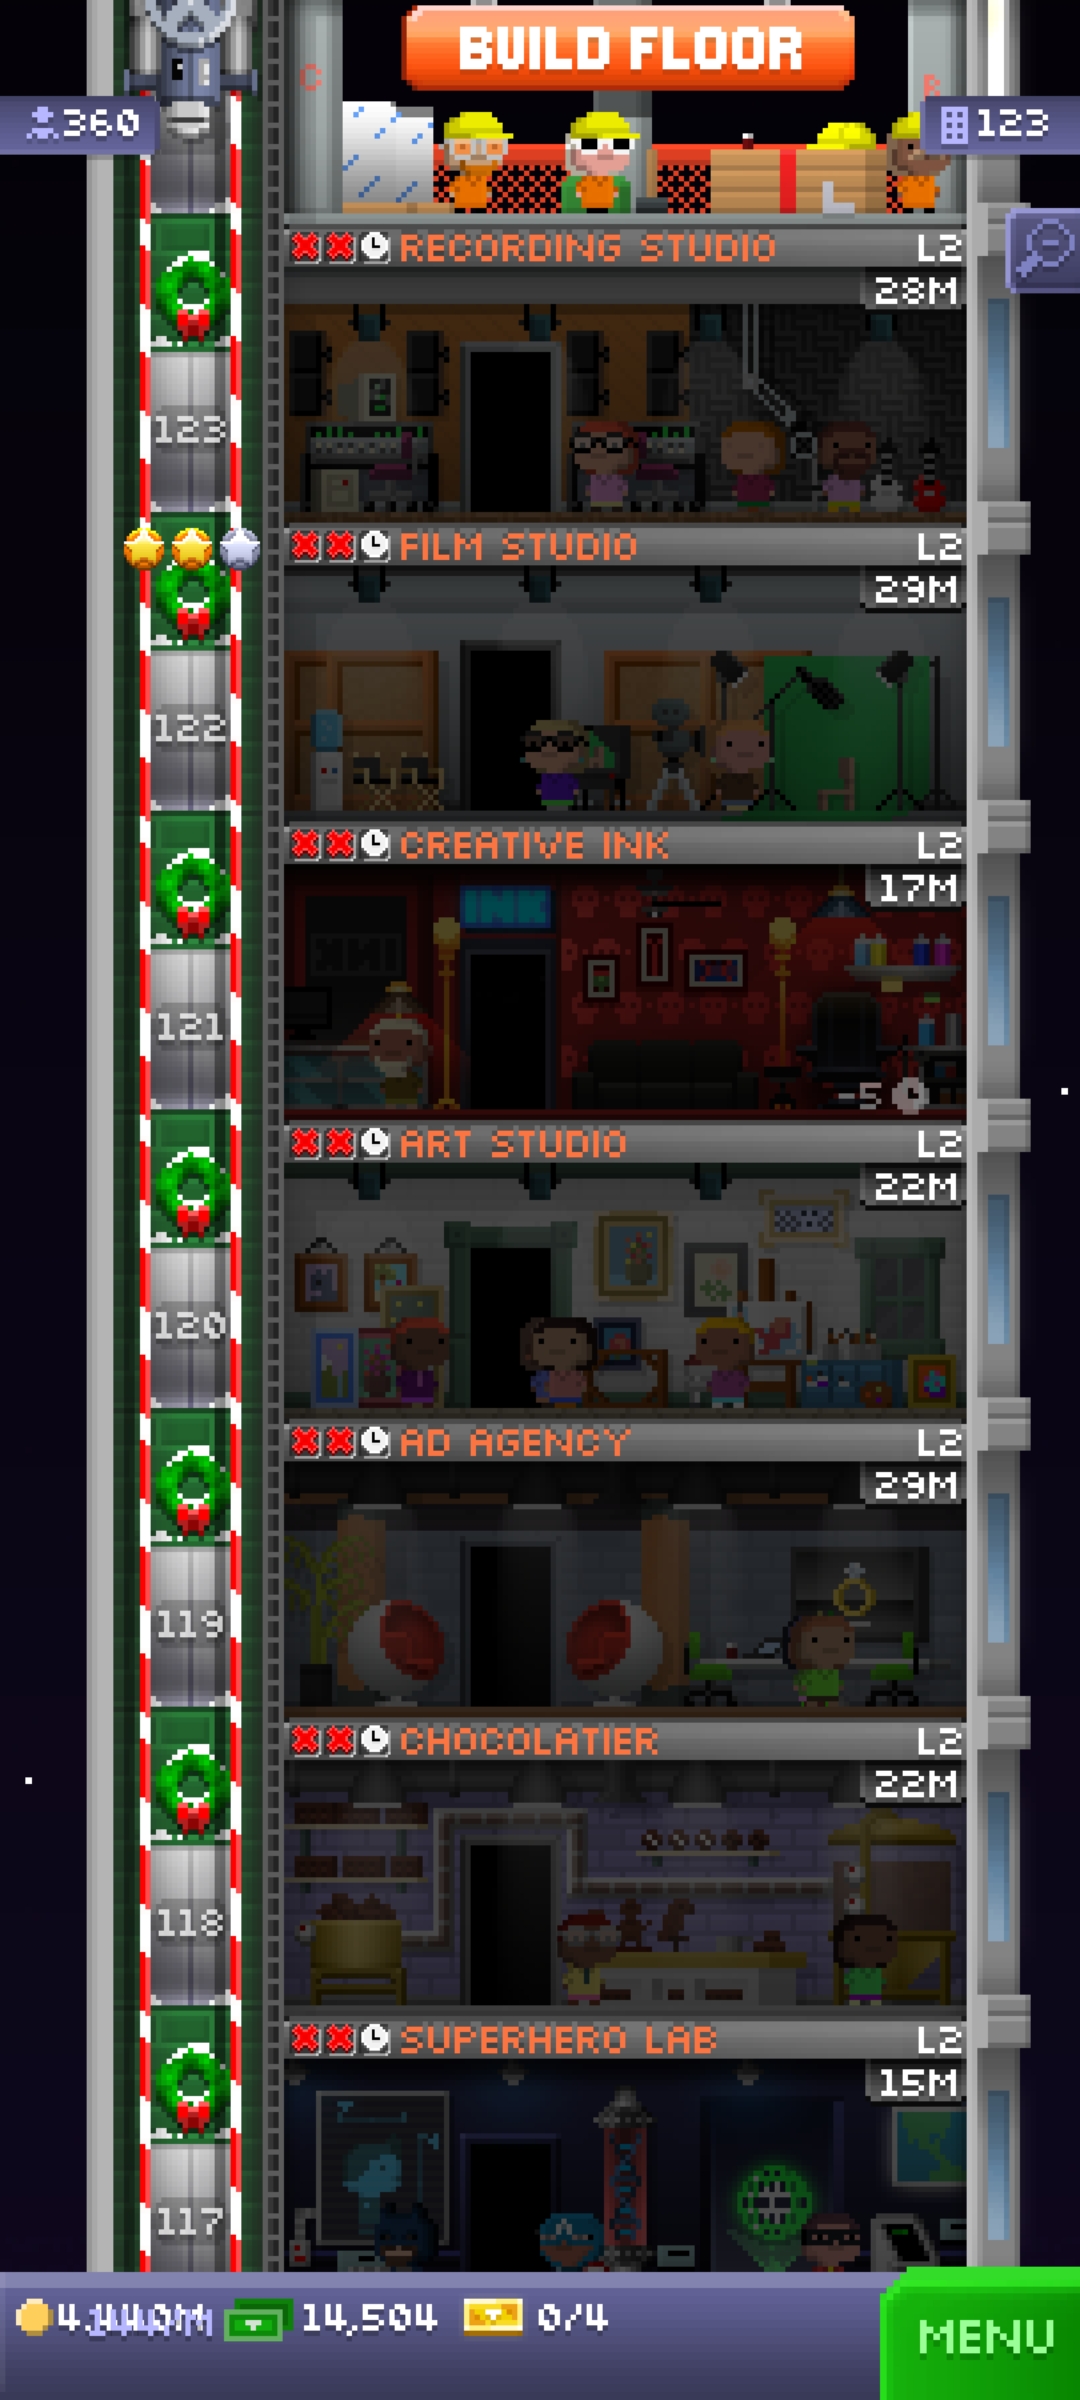 BUILD FLOOR
360
123
RECORDING STUDIO L2
28M
123
FILM STUDIO L2
29M
122
CREATIVE INK L2
17M
INK
121
-5
ART STUDIO L2
22M
120
AD AGENCY L2
29M
119
CHOCOLATIER L2
22M
118
SUPERHERO LAB L2
15M
117
14,504 0/4
MENU